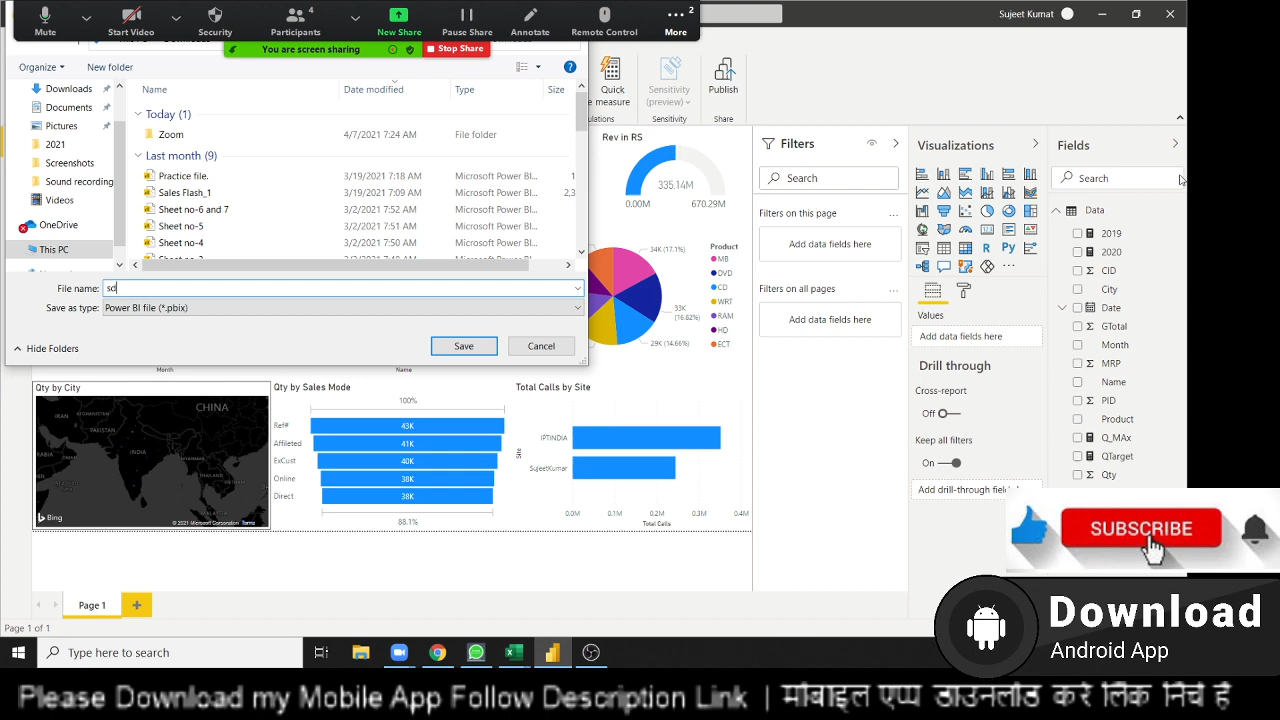 Mute
Start Video
Security
4
Participants
New Share
Pause Share
Annotate
Remote Control
2
More
Sujeet Kumat
You are screen sharing
Stop Share
Organize
New folder
Quick
measure
Sensitivity
(preview)
Publish
Sensitivity
Share
Downloads
Documents
Pictures
2021
Screenshots
Sound recording
Videos
OneDrive
This PC
Name
Date modified
Type
Size
Today (1)
Zoom
4/7/2021 7:24 AM
File folder
Last month (9)
Practice file.
3/19/2021 7:18 AM
Microsoft Power BI...
1
Sales Flash_1
3/19/2021 7:09 AM
Microsoft Power BI...
2,3
Sheet no-6 and 7
3/2/2021 7:52 AM
Microsoft Power BI...
Sheet no-5
3/2/2021 7:51 AM
Microsoft Power BI...
Sheet no-4
3/2/2021 7:50 AM
Microsoft Power BI...
File name:
sd
Save as type:
Power BI file (*.pbix)
Hide Folders
Save
Cancel
Rev in RS
335.14M
0.00M
670.29M
34K (17.1%)
33K
(16.82%)
29K (14.66%)
Product
MB
DVD
CD
WRT
RAM
HD
ECT
Month
Name
Qty by City
CHINA
IRAN
AFGHANISTAN
PAKISTAN
INDIA
Bing
© 2021 Microsoft Corporation Terms
Qty by Sales Mode
100%
Ref#
43K
Affileted
41K
ExCust
40K
Online
38K
Direct
38K
88.1%
Total Calls by Site
Site
IPTINDIA
SujeetKumar
0.0M
0.1M
0.2M
0.3M
0.4M
Total Calls
Filters
Search
Filters on this page
...
Add data fields here
Filters on all pages
...
Add data fields here
Visualizations
R
Py
...
Values
Add data fields here
Drill through
Cross-report
Off
Keep all filters
On
Add drill-through field
Fields
Search
Data
2019
2020
CID
City
Date
GTotal
Month
MRP
Name
PID
Product
Q_MAx
QTarget
Qty
SUBSCRIBE
Download
Android App
Page 1
Page 1 of 1
Type here to search
Please Download my Mobile App Follow Description Link | मोबाइल एप्प डाउनलोड करे लिंक निचे है